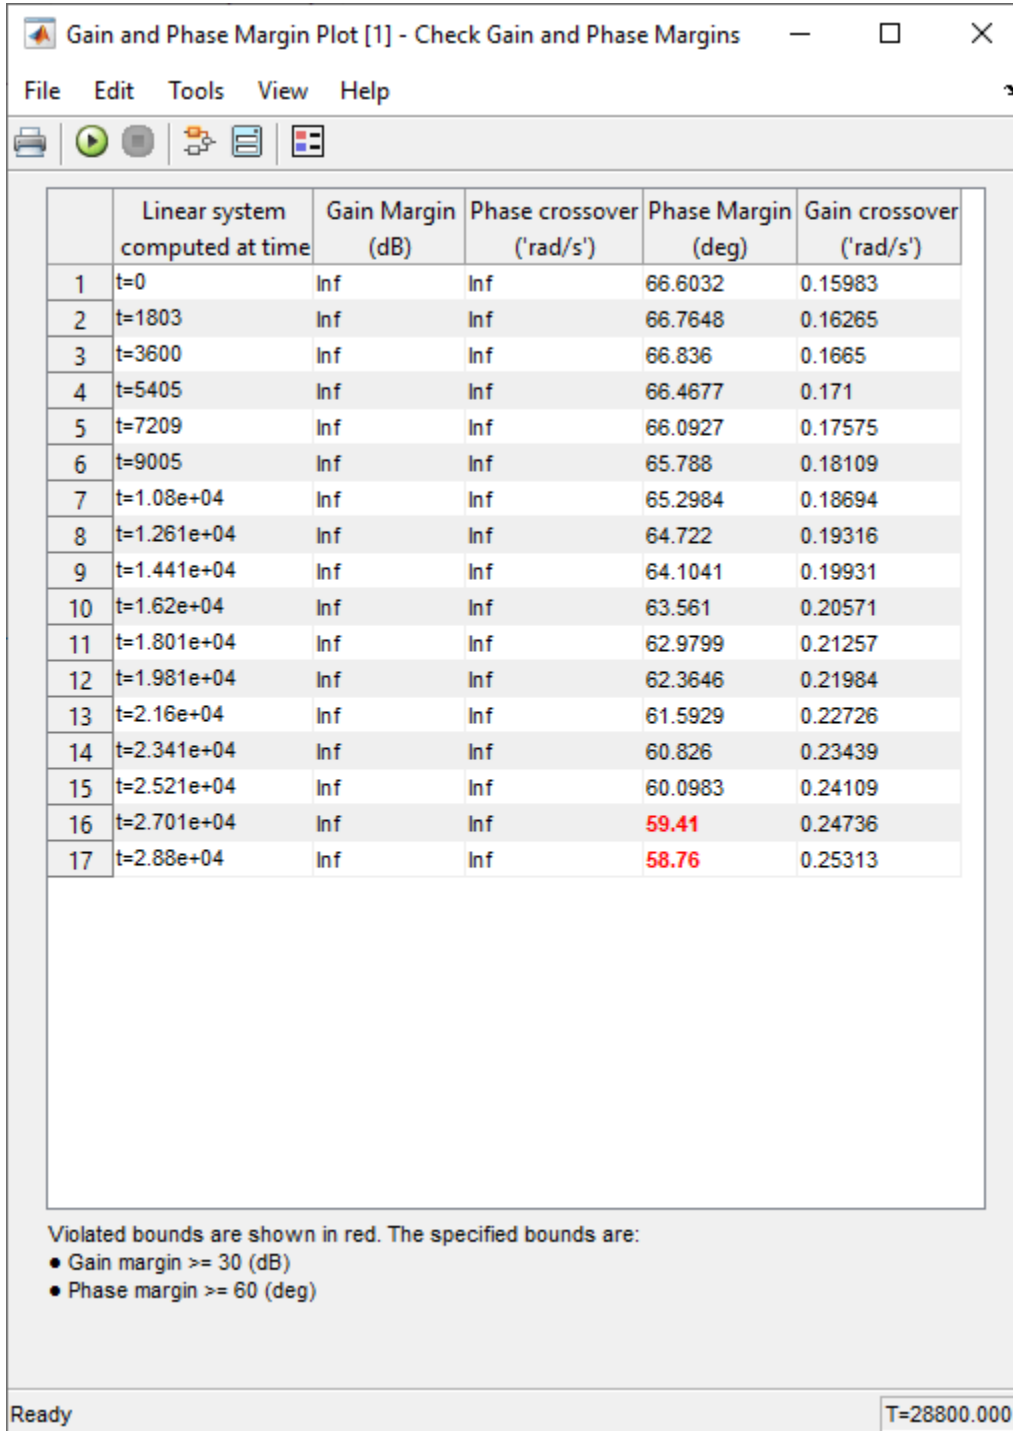 Gain and Phase Margin Plot [1] - Check Gain and Phase Margins
File Edit Tools View Help
Linear system computed at time Gain Margin (dB) Phase crossover ('rad/s') Phase Margin (deg) Gain crossover ('rad/s')
1 t=0 Inf Inf 66.6032 0.15983
2 t=1803 Inf Inf 66.7648 0.16265
3 t=3600 Inf Inf 66.836 0.1665
4 t=5405 Inf Inf 66.4677 0.171
5 t=7209 Inf Inf 66.0927 0.17575
6 t=9005 Inf Inf 65.788 0.18109
7 t=1.08e+04 Inf Inf 65.2984 0.18694
8 t=1.261e+04 Inf Inf 64.722 0.19316
9 t=1.441e+04 Inf Inf 64.1041 0.19931
10 t=1.62e+04 Inf Inf 63.561 0.20571
11 t=1.801e+04 Inf Inf 62.9799 0.21257
12 t=1.981e+04 Inf Inf 62.3646 0.21984
13 t=2.16e+04 Inf Inf 61.5929 0.22726
14 t=2.341e+04 Inf Inf 60.826 0.23439
15 t=2.521e+04 Inf Inf 60.0983 0.24109
16 t=2.701e+04 Inf Inf 59.41 0.24736
17 t=2.88e+04 Inf Inf 58.76 0.25313
Violated bounds are shown in red. The specified bounds are:
● Gain margin >= 30 (dB)
● Phase margin >= 60 (deg)
Ready T=28800.000